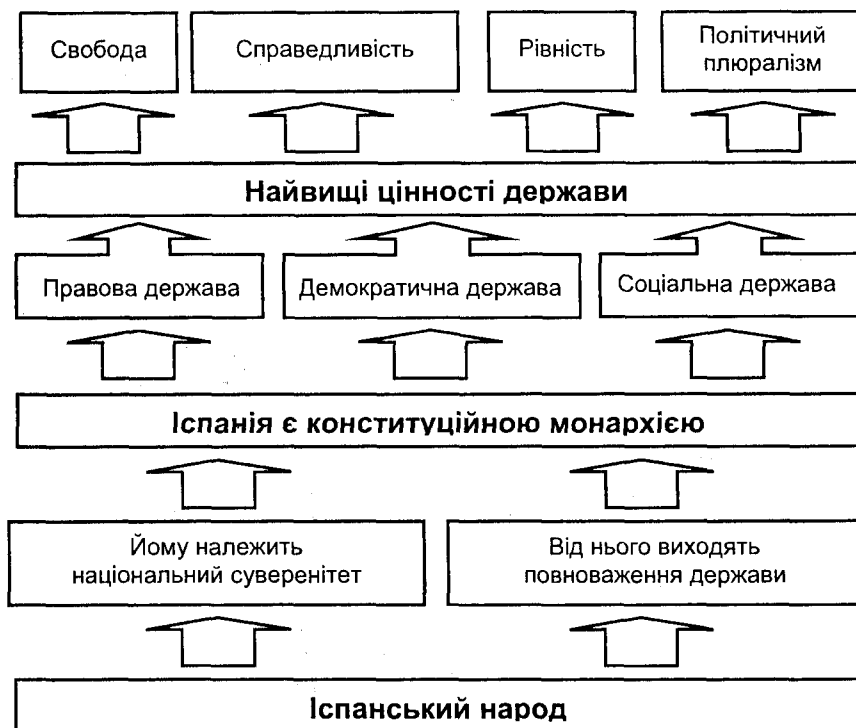 Свобода
Справедливість
Рівність
Політичний
плюралізм
Найвищі цінності держави
Правова держава
Демократична держава
Соціальна держава
Іспанія є конституційною монархією
Йому належить
національний суверенітет
Від нього виходять
повноваження держави
Іспанський народ